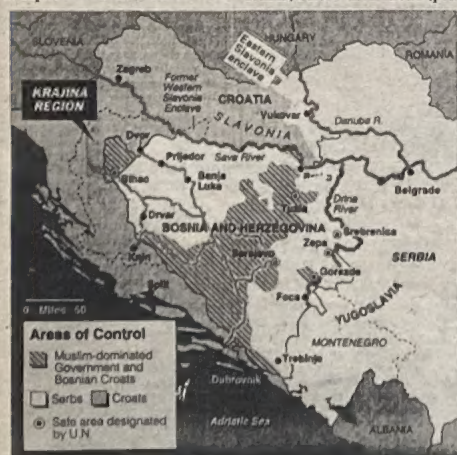 SLOVENIA
HUNGARY
ROMANIA
Eastern
Slavonia
enclave
Zagreb
Former
Western
Slavonia
Enclave
CROATIA
SLAVONIA
KRAJINA
REGION
Vukovar
Danube R.
Dvor
Prijedor
Sava River
Banja
Luka
Bihac
Belgrade
Tuzla
Drina
River
Drvar
BOSNIA AND HERZEGOVINA
Srebrenica
Zepa
Knin
Sarajevo
SERBIA
Gorazde
Split
0 Miles 50
Foca
YUGOSLAVIA
MONTENEGRO
Areas of Control
Muslim-dominated
Government and
Bosnian Croats
Serbs
Croats
Safe area designated
by U.N.
Trebinje
Dubrovnik
Adriatic Sea
ALBANIA